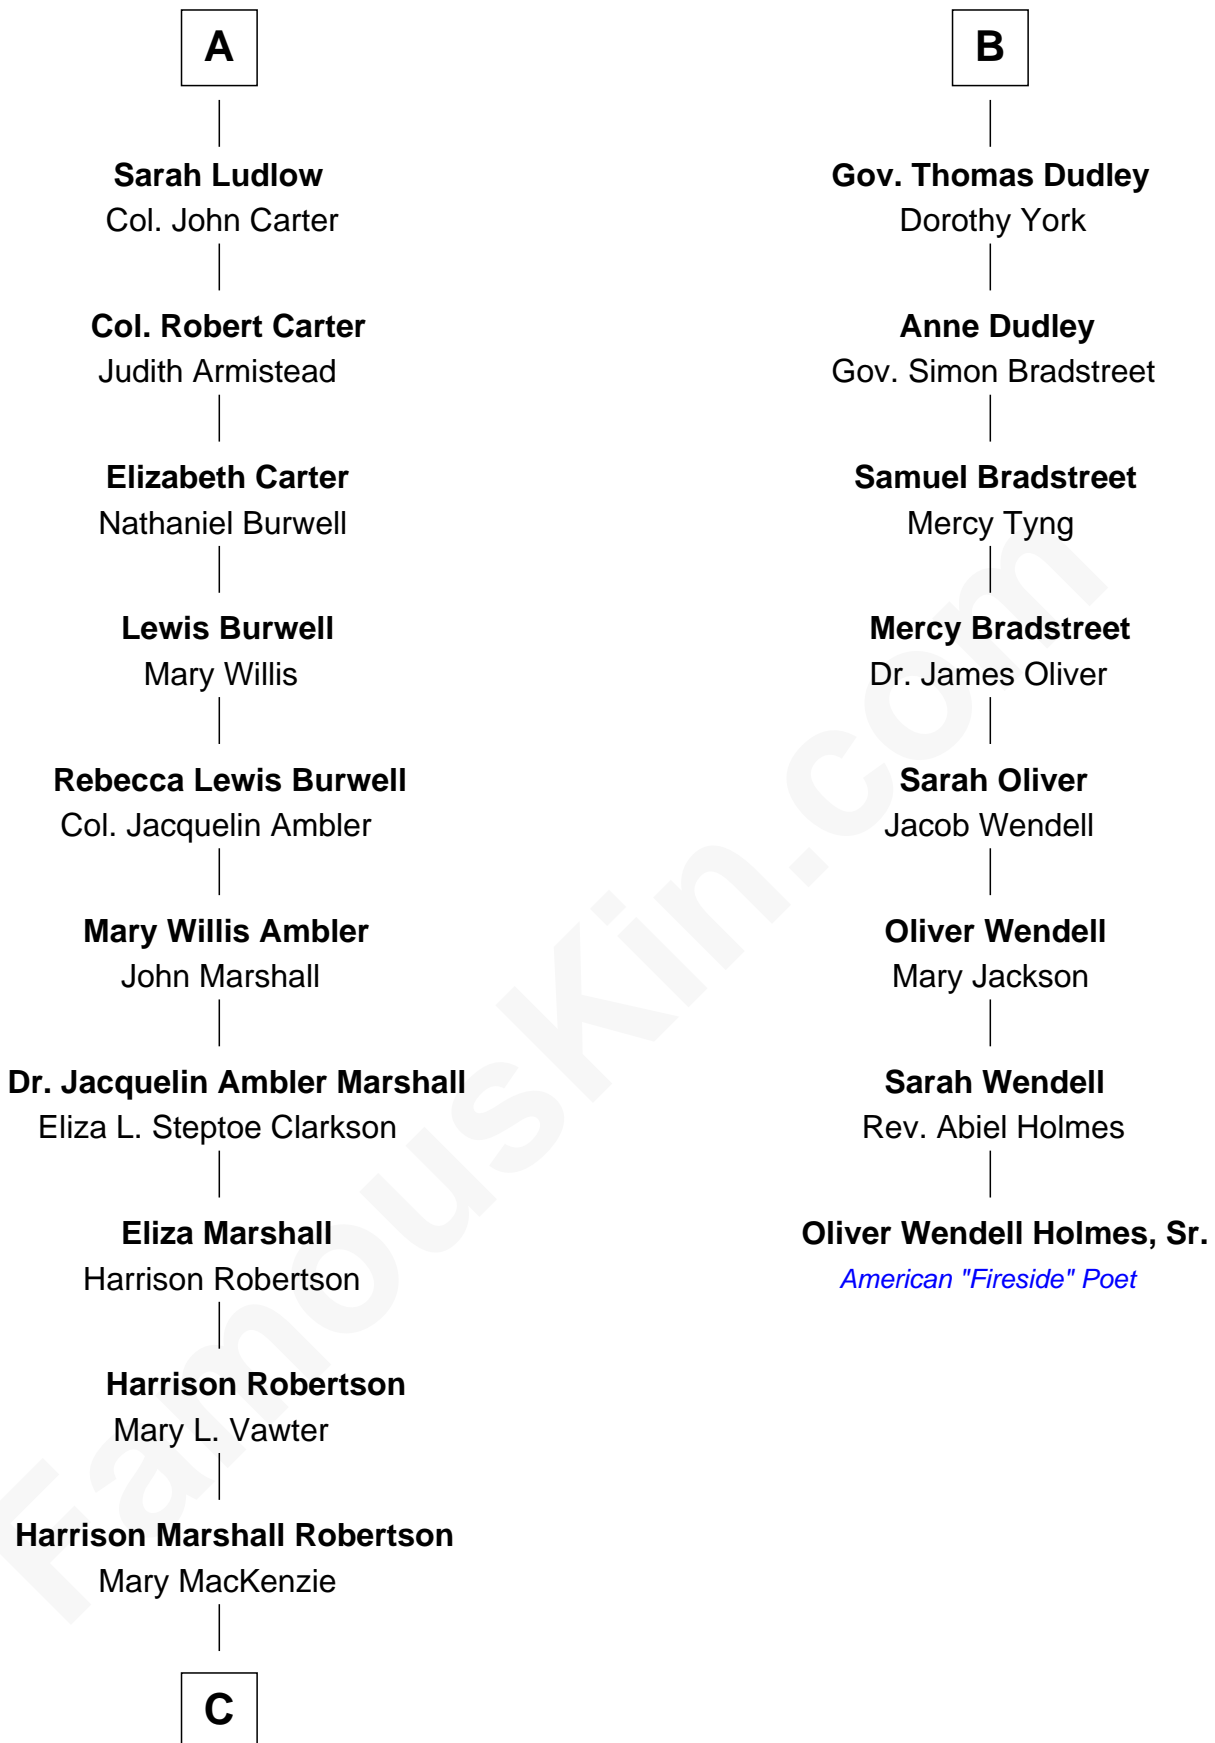 A
Sarah Ludlow
Col. John Carter
Col. Robert Carter
Judith Armistead
Elizabeth Carter
Nathaniel Burwell
Lewis Burwell
Mary Willis
Rebecca Lewis Burwell
Col. Jacquelin Ambler
Mary Willis Ambler
John Marshall
Dr. Jacquelin Ambler Marshall
Eliza L. Steptoe Clarkson
Eliza Marshall
Harrison Robertson
Harrison Robertson
Mary L. Vawter
Harrison Marshall Robertson
Mary MacKenzie
C
B
Gov. Thomas Dudley
Dorothy York
Anne Dudley
Gov. Simon Bradstreet
Samuel Bradstreet
Mercy Tyng
Mercy Bradstreet
Dr. James Oliver
Sarah Oliver
Jacob Wendell
Oliver Wendell
Mary Jackson
Sarah Wendell
Rev. Abiel Holmes
Oliver Wendell Holmes, Sr.
American "Fireside" Poet
FamousKin.com